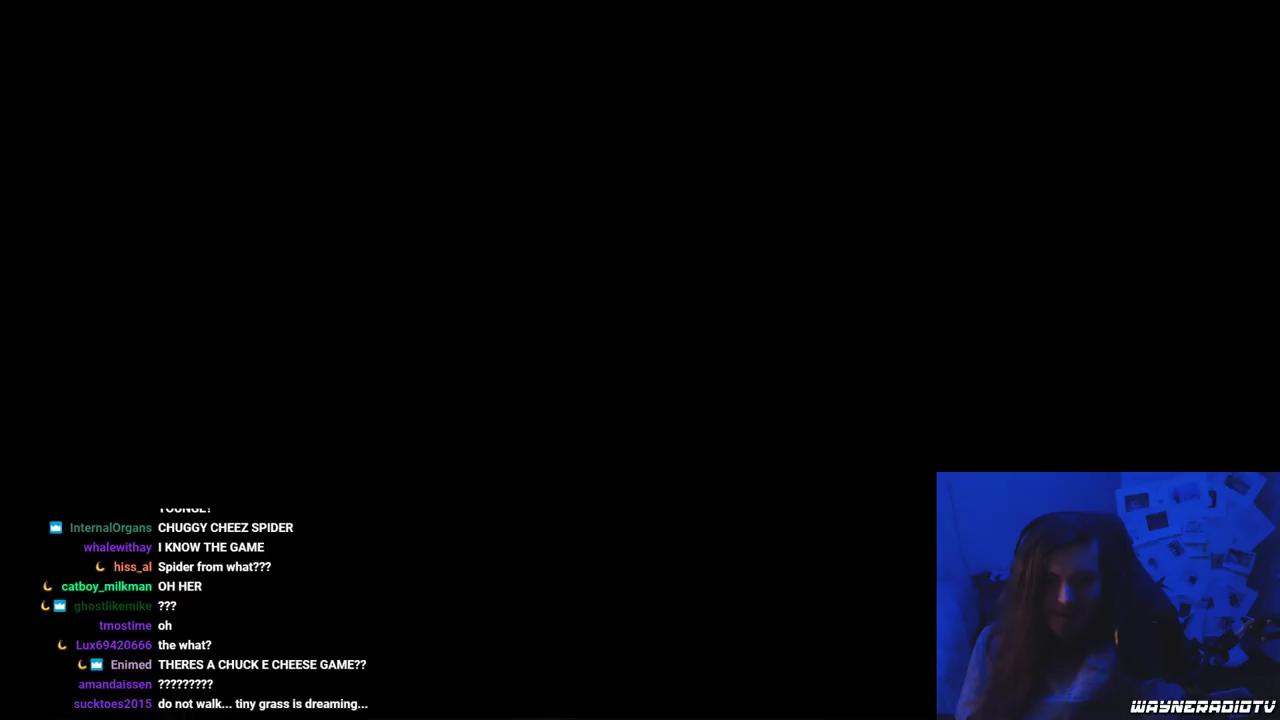 InternalOrgans CHUGGY CHEEZ SPIDER
whalewithay I KNOW THE GAME
hiss_al Spider from what???
catboy_milkman OH HER
ghostlikemike ???
tmostime oh
Lux69420666 the what?
Enimed THERES A CHUCK E CHEESE GAME??
amandaissen ?????????
sucktoes2015 do not walk... tiny grass is dreaming...
WAYNERADIOTV